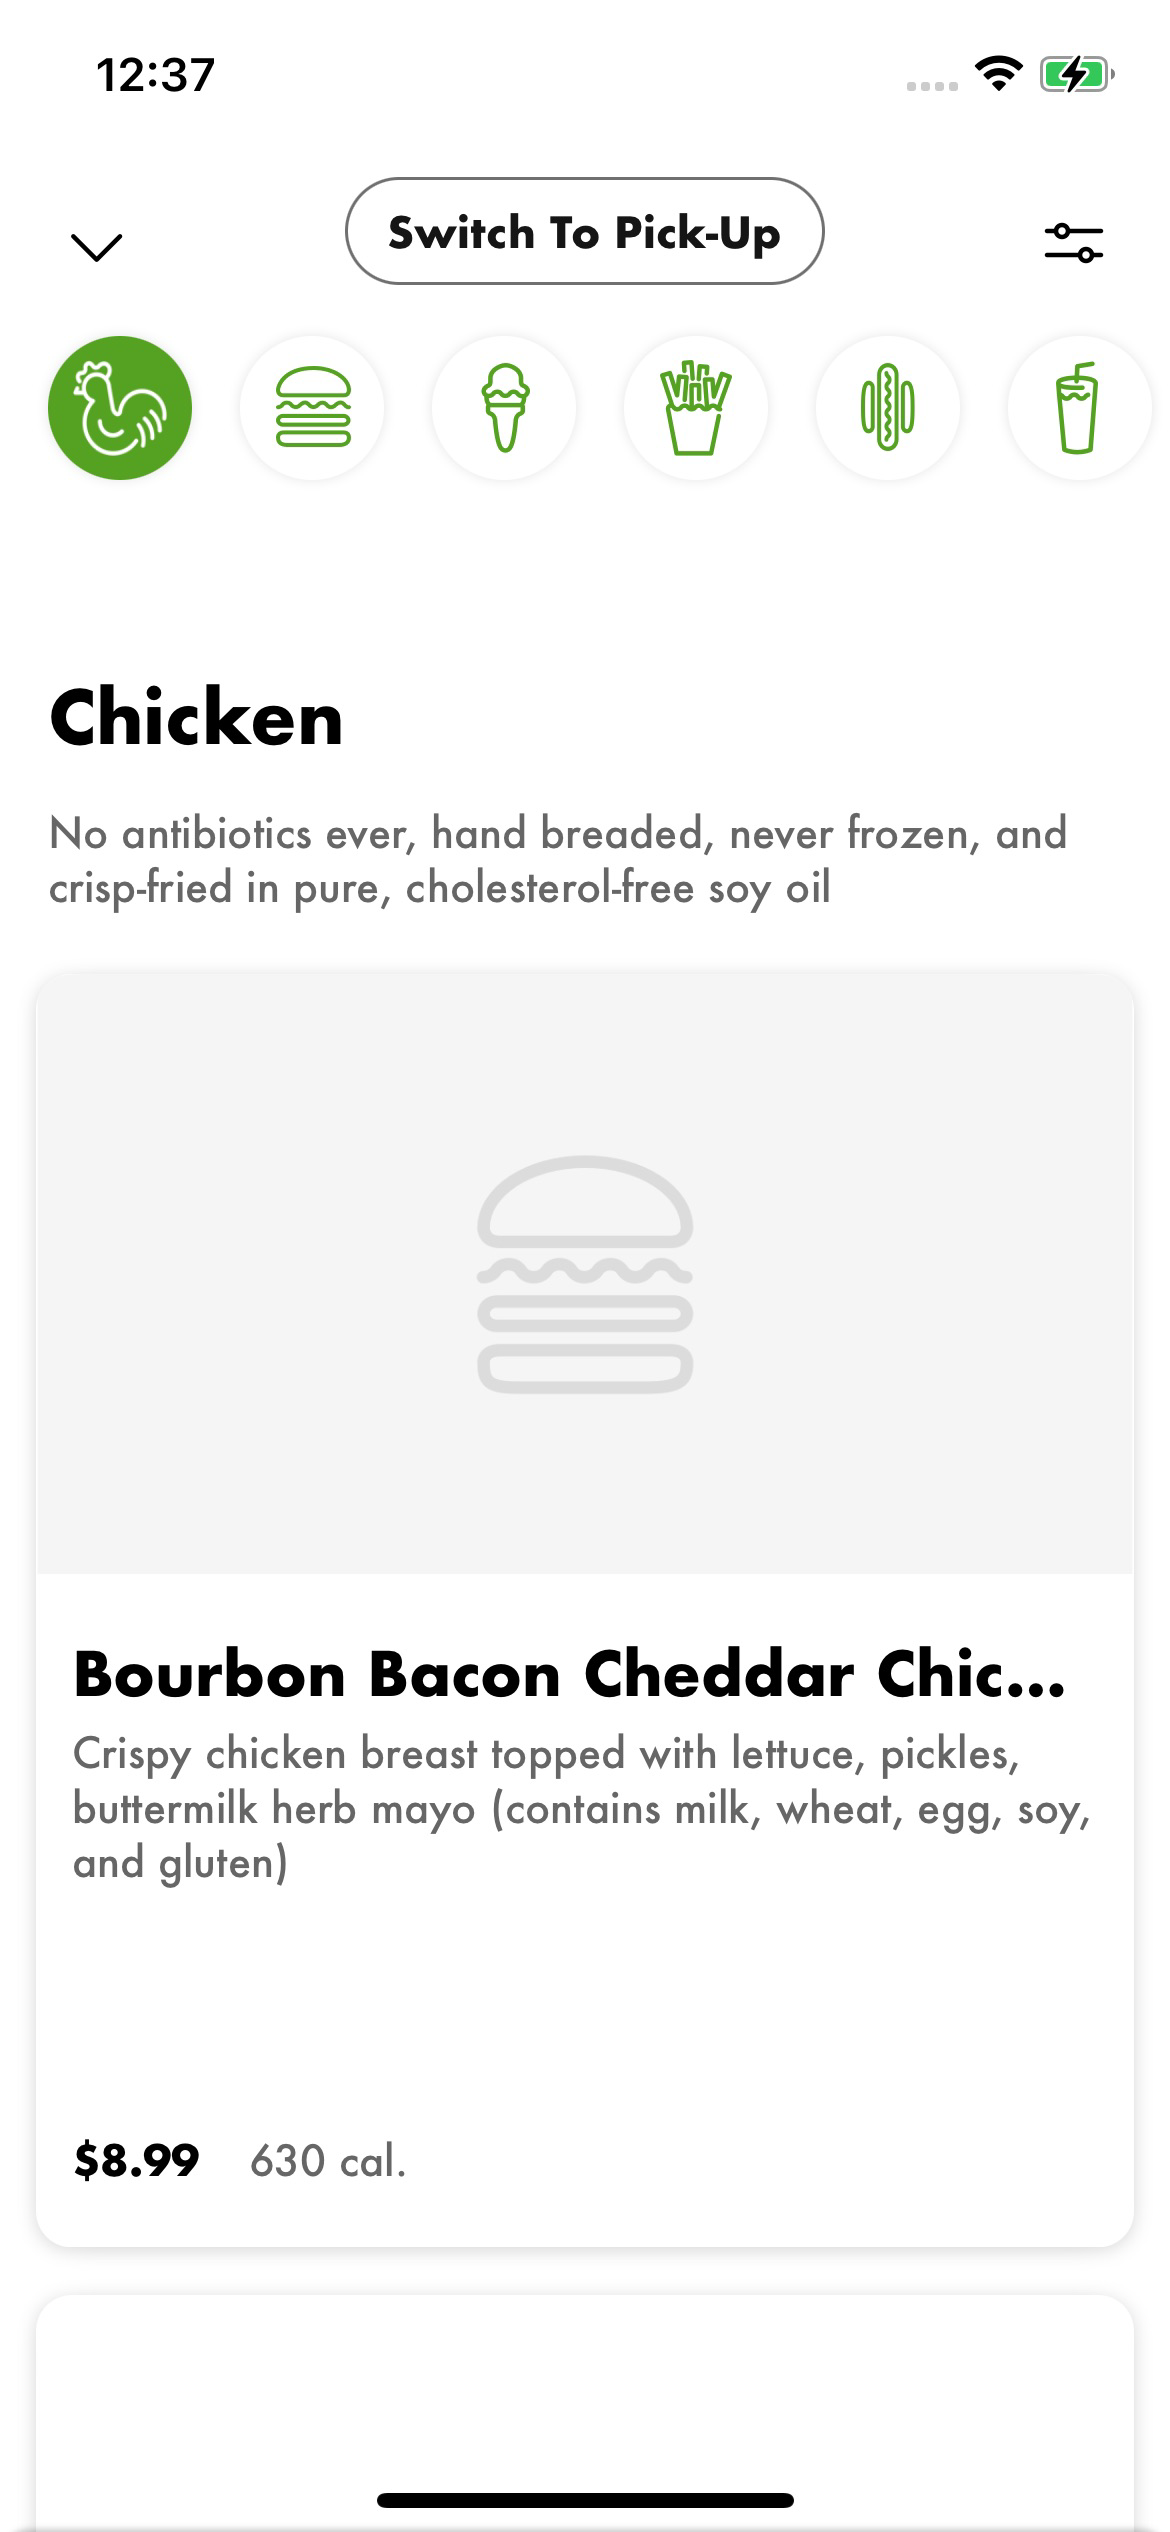 12:37
Switch To Pick-Up
Chicken
No antibiotics ever, hand breaded, never frozen, and
crisp-fried in pure, cholesterol-free soy oil
Bourbon Bacon Cheddar Chic...
Crispy chicken breast topped with lettuce, pickles,
buttermilk herb mayo (contains milk, wheat, egg, soy,
and gluten)
$8.99 630 cal.